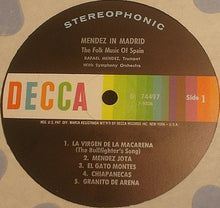 STEREOPHONIC
MENDEZ IN MADRID
The Folk Music Of Spain
RAFAEL MENDEZ, Trumpet
With Symphony Orchestra
DECCA
DL 74497
Side 1
1. LA VIRGEN DE LA MACARENA
(The Bullfighter's Song)
2. MENDEZ JOTA
3. EL GATO MONTES
4. CHIAPANECAS
5. GRANITO DE ARENA